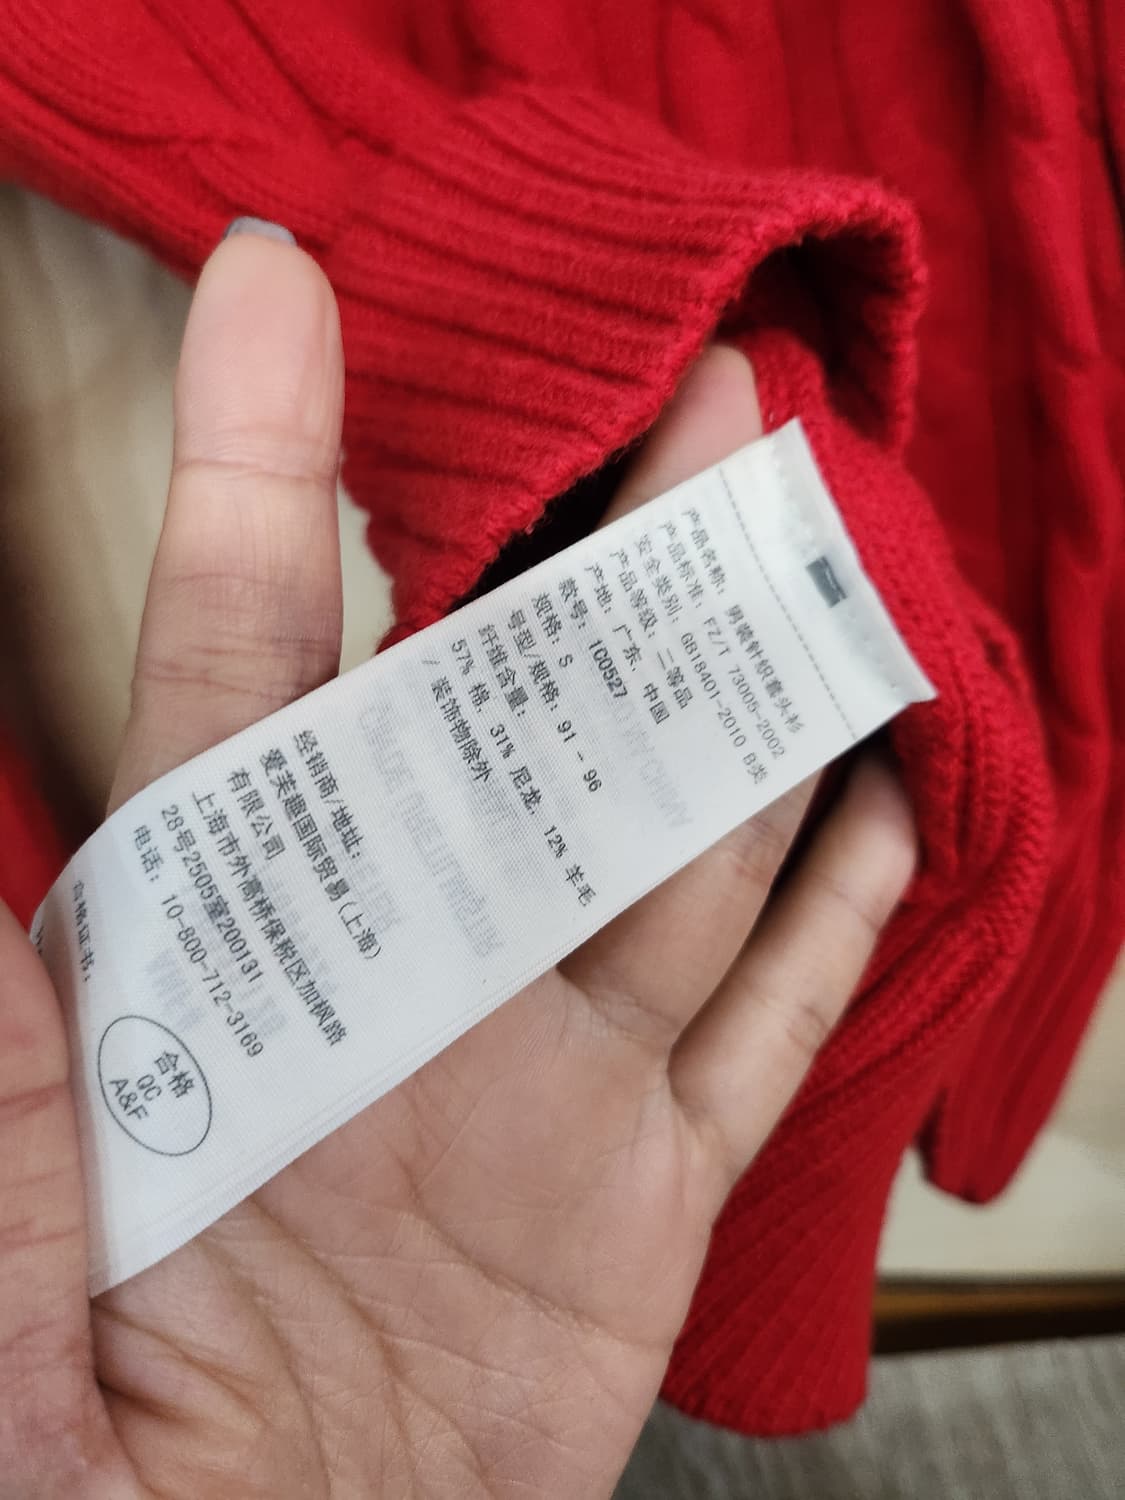 产品名称：男装针织套头衫
产品标准：FZ/T 73005-2002
安全类别：GB18401-2010 B类
产品等级：二等品
产地：广东，中国
款号：1C0527
规格：S
号型/规格：91 - 96
纤维含量：
57% 棉，31% 尼龙，12% 羊毛
/装饰物除外
经销商/地址：
爱芙趣国际贸易(上海)
有限公司
上海市外高桥保税区加枫路
28号2505室200131
电话：10-800-712-3169
合格证书：
合格
QC
A&F